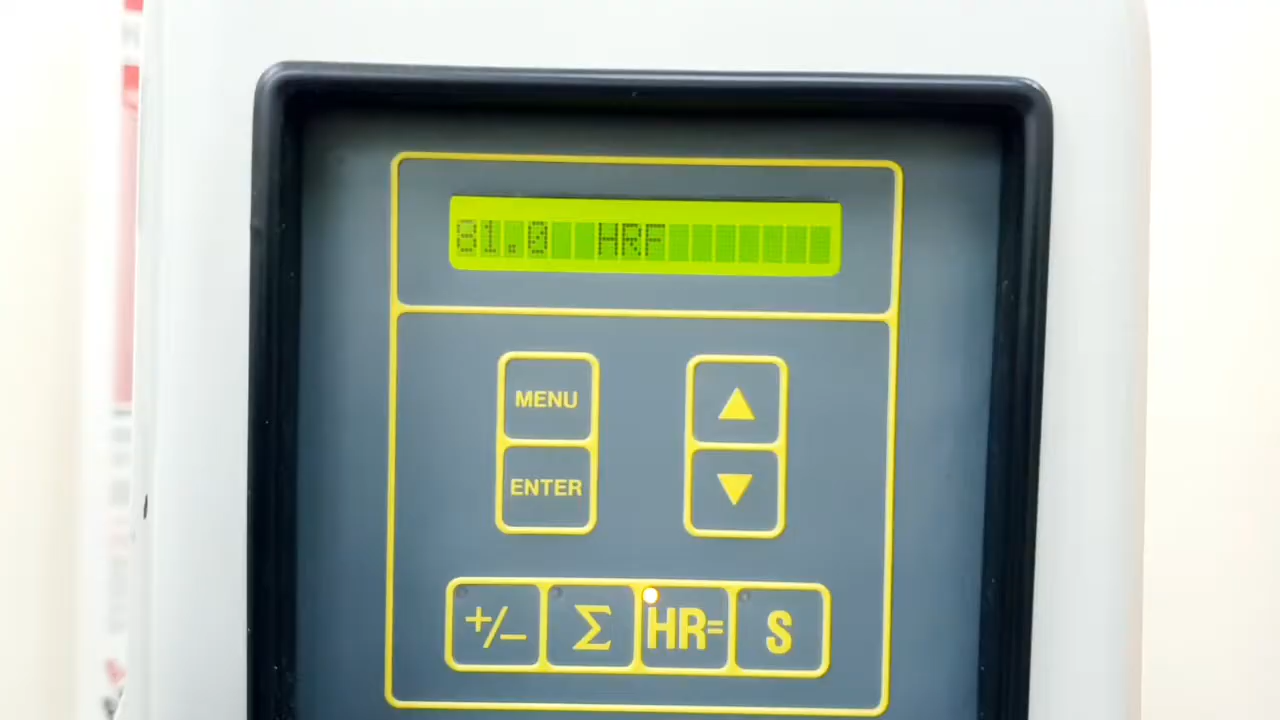 81.0 HRF
MENU
ENTER
+/− Σ HR= S